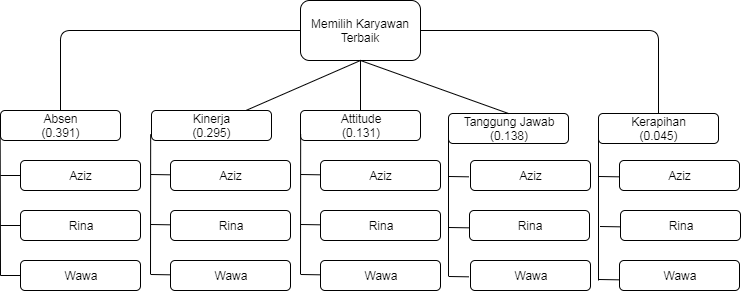 Memilih Karyawan
Terbaik
Absen
(0.391)
Kinerja
(0.295)
Attitude
(0.131)
Tanggung Jawab
(0.138)
Kerapihan
(0.045)
Aziz
Aziz
Aziz
Aziz
Aziz
Rina
Rina
Rina
Rina
Rina
Wawa
Wawa
Wawa
Wawa
Wawa